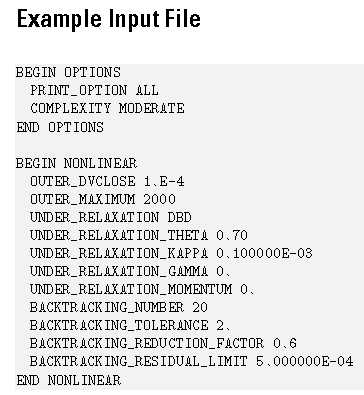 Example Input File
BEGIN OPTIONS
PRINT_OPTION ALL
COMPLEXITY MODERATE
END OPTIONS
BEGIN NONLINEAR
OUTER_DVCLOSE 1.E-4
OUTER_MAXIMUM 2000
UNDER_RELAXATION DBD
UNDER_RELAXATION_THETA 0.70
UNDER_RELAXATION_KAPPA 0.100000E-03
UNDER_RELAXATION_GAMMA 0.
UNDER_RELAXATION_MOMENTUM 0.
BACKTRACKING_NUMBER 20
BACKTRACKING_TOLERANCE 2.
BACKTRACKING_REDUCTION_FACTOR 0.6
BACKTRACKING_RESIDUAL_LIMIT 5.000000E-04
END NONLINEAR